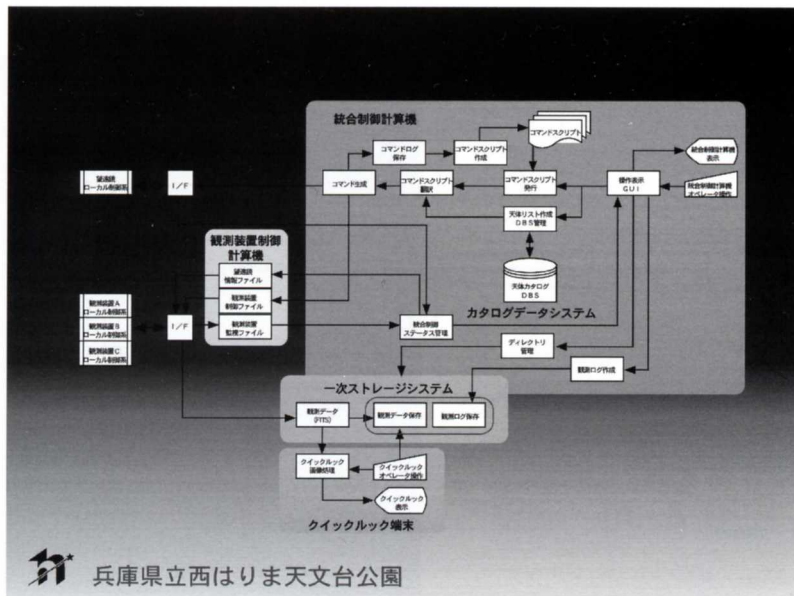 統合制御計算機
コマンドログ
保存
コマンドスクリプト
作成
コマンドスクリプト
統合制御計算機
表示
望遠鏡
ローカル制御系
I/F
コマンド生成
コマンドスクリプト
翻訳
コマンドスクリプト
発行
操作表示
GUI
統合制御計算機
オペレータ操作
天体リスト作成
DBS管理
観測装置制御
計算機
望遠鏡
情報ファイル
観測装置
制御ファイル
観測装置
監視ファイル
天体カタログ
DBS
カタログデータシステム
観測装置A
ローカル制御系
観測装置B
ローカル制御系
観測装置C
ローカル制御系
I/F
統合制御
ステータス管理
ディレクトリ
管理
観測ログ作成
一次ストレージシステム
観測データ
(FITS)
観測データ保存
観測ログ保存
クイックルック
画像処理
クイックルック
オペレータ操作
クイックルック
表示
クイックルック端末
兵庫県立西はりま天文台公園